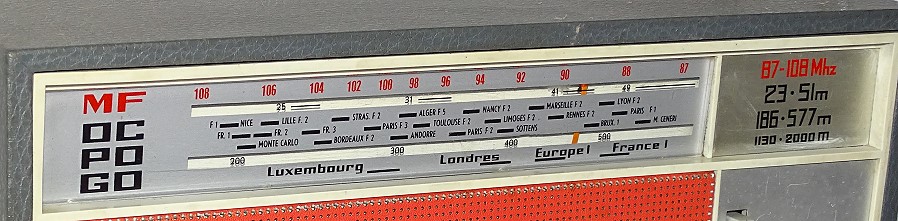 108 106 104 102 108 98 96 94 92 90 88 87
MF
25 31 41 49
OC
F 1 NICE LILLE F. 2 STRAS. F. 2 ALGER F 5 NANCY F. 2 MARSEILLE F. 2 LYON F. 2
FR. 1 FR. 2 FR. 3 PARIS F 3 TOULOUSE F. 2 LIMOGES F. 2 RENNES F. 2 PARIS F 1
PO
MONTE CARLO BORDEAUX F. 2 ANDORRE PARIS F. 2 SOTTENS BRUX. 1 M. CENERI
200 300 400 500
GO
Luxembourg Londres Europe 1 France 1
87-108 Mhz
23·51m
186·577m
1130·2000 m